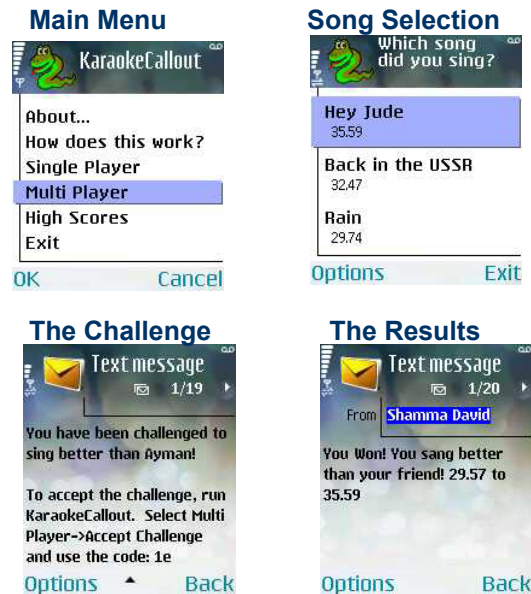 Main Menu
KaraokeCallout
About...
How does this work?
Single Player
Multi Player
High Scores
Exit
OK Cancel
Song Selection
Which song
did you sing?
Hey Jude
35.59
Back in the USSR
32.47
Rain
29.74
Options Exit
The Challenge
Text message
1/19
You have been challenged to
sing better than Ayman!
To accept the challenge, run
KaraokeCallout. Select Multi
Player->Accept Challenge
and use the code: 1e
Options Back
The Results
Text message
1/20
From Shamma David
You Won! You sang better
than your friend! 29.57 to
35.59
Options Back